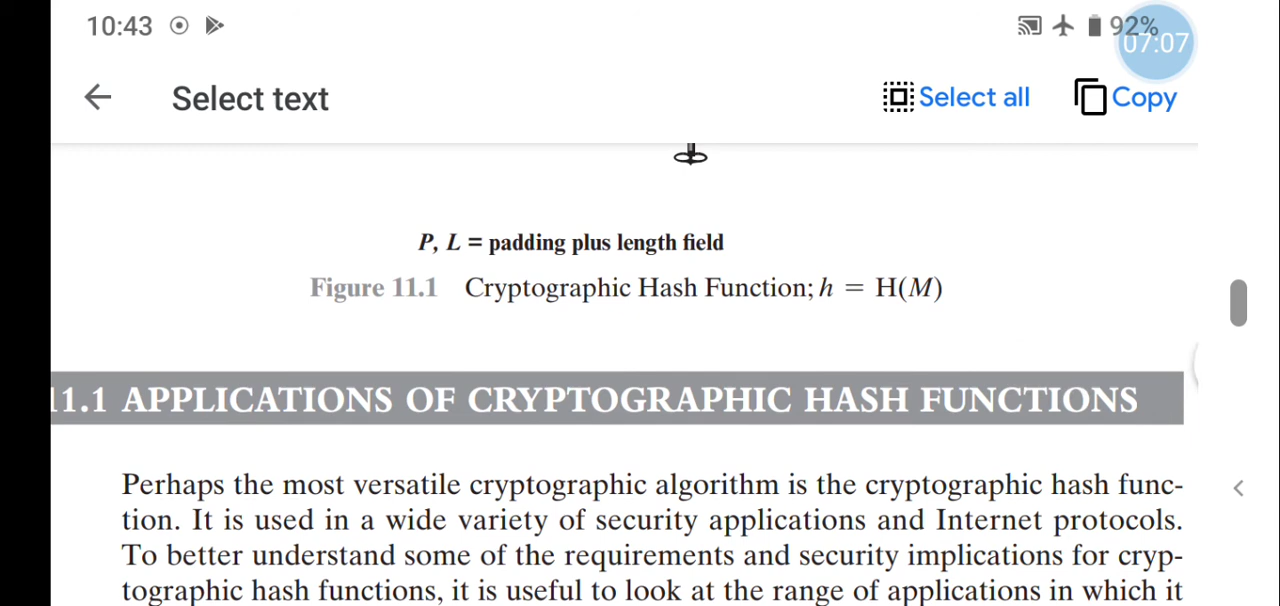 10:43
92%
07:07
Select text
Select all
Copy
P, L = padding plus length field
Figure 11.1 Cryptographic Hash Function; h = H(M)
11.1 APPLICATIONS OF CRYPTOGRAPHIC HASH FUNCTIONS
Perhaps the most versatile cryptographic algorithm is the cryptographic hash func-
tion. It is used in a wide variety of security applications and Internet protocols.
To better understand some of the requirements and security implications for cryp-
tographic hash functions, it is useful to look at the range of applications in which it